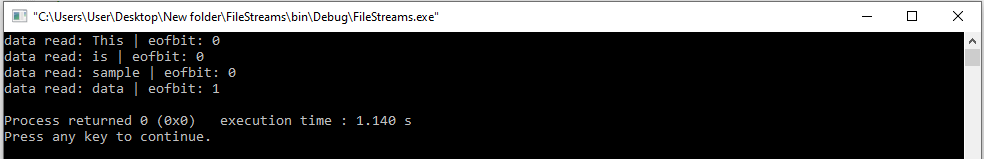 "C:\Users\User\Desktop\New folder\FileStreams\bin\Debug\FileStreams.exe"
data read: This | eofbit: 0
data read: is | eofbit: 0
data read: sample | eofbit: 0
data read: data | eofbit: 1
Process returned 0 (0x0)   execution time : 1.140 s
Press any key to continue.